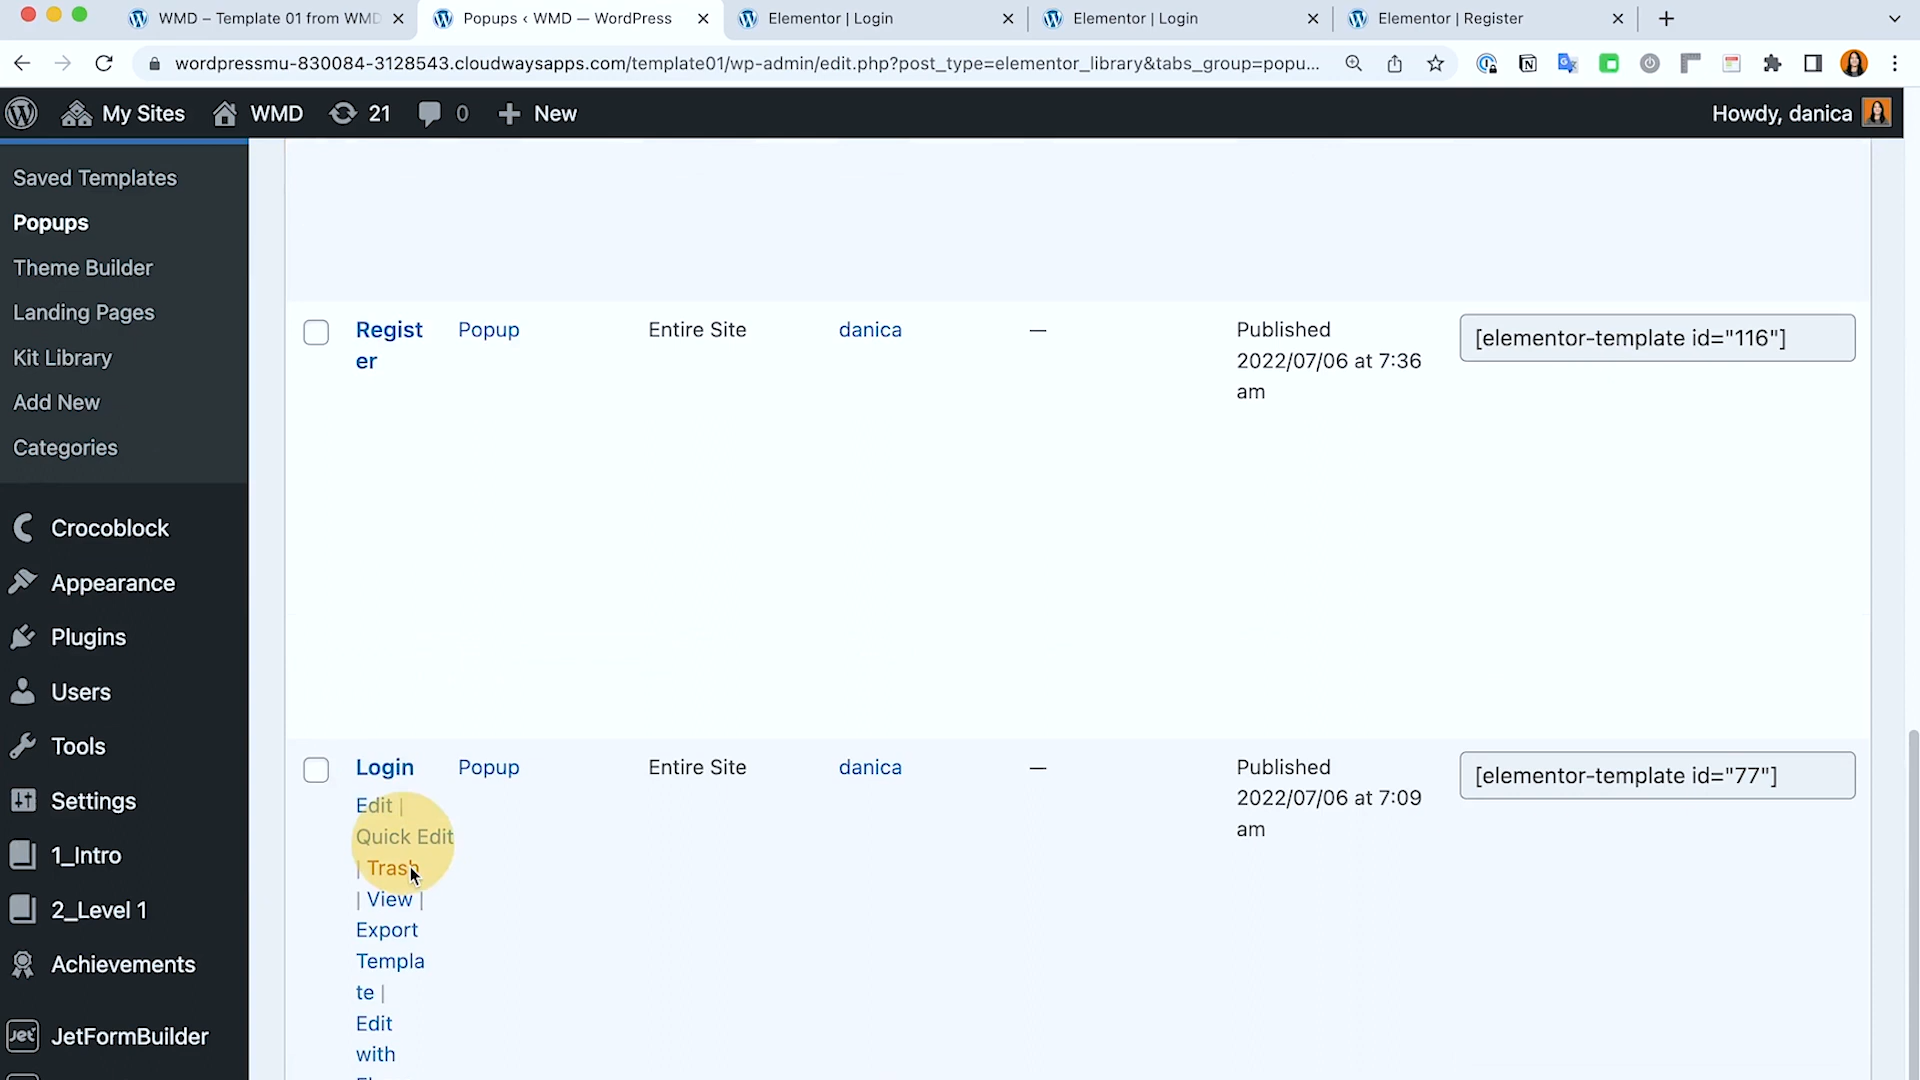 WMD – Template 01 from WMD
Popups ‹ WMD — WordPress
Elementor | Login
Elementor | Login
Elementor | Register
wordpressmu-830084-3128543.cloudwaysapps.com/template01/wp-admin/edit.php?post_type=elementor_library&tabs_group=popu...
My Sites
WMD
21
0
New
Howdy, danica
Saved Templates
Popups
Theme Builder
Landing Pages
Kit Library
Add New
Categories
Crocoblock
Appearance
Plugins
Users
Tools
Settings
1_Intro
2_Level 1
Achievements
Jet JetFormBuilder
Regist
er
Popup
Entire Site
danica
—
Published
2022/07/06 at 7:36
am
[elementor-template id="116"]
Login
Popup
Entire Site
danica
—
Published
2022/07/06 at 7:09
am
[elementor-template id="77"]
Edit |
Quick Edit
| Trash
| View |
Export
Templa
te |
Edit
with